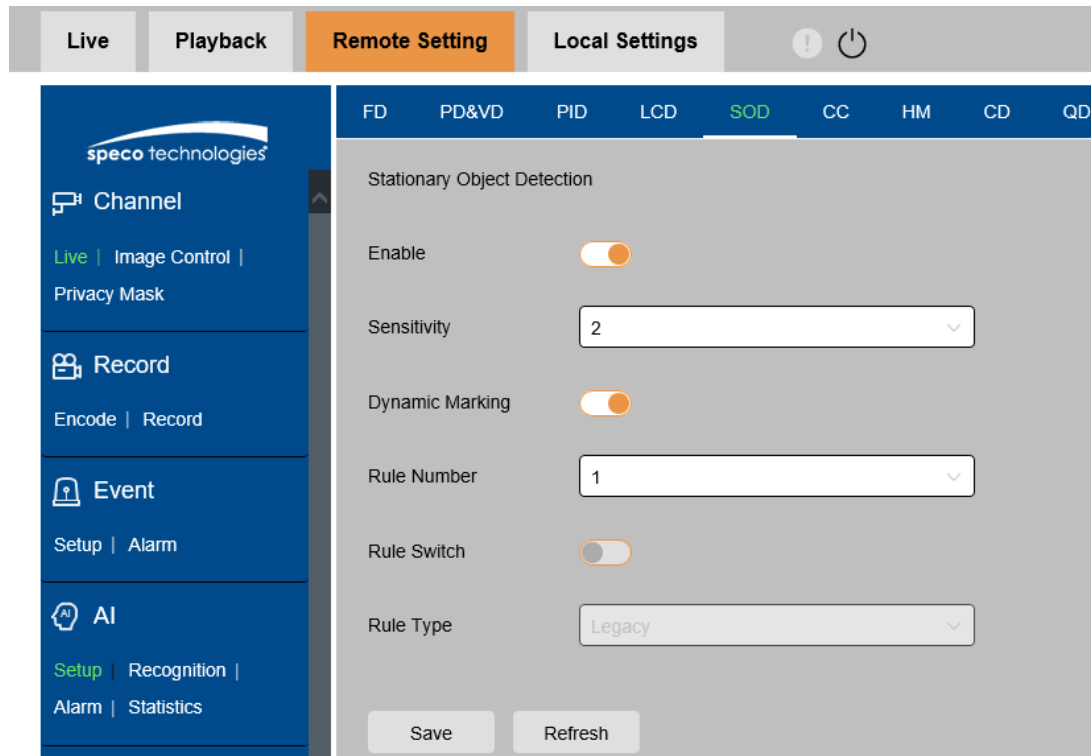 Live Playback Remote Setting Local Settings
speco technologies
Channel
Live | Image Control |
Privacy Mask
Record
Encode | Record
Event
Setup | Alarm
AI
AI
Setup | Recognition |
Alarm | Statistics
FD PD&VD PID LCD SOD CC HM CD QD
Stationary Object Detection
Enable
Sensitivity 2
Dynamic Marking
Rule Number 1
Rule Switch
Rule Type Legacy
Save Refresh